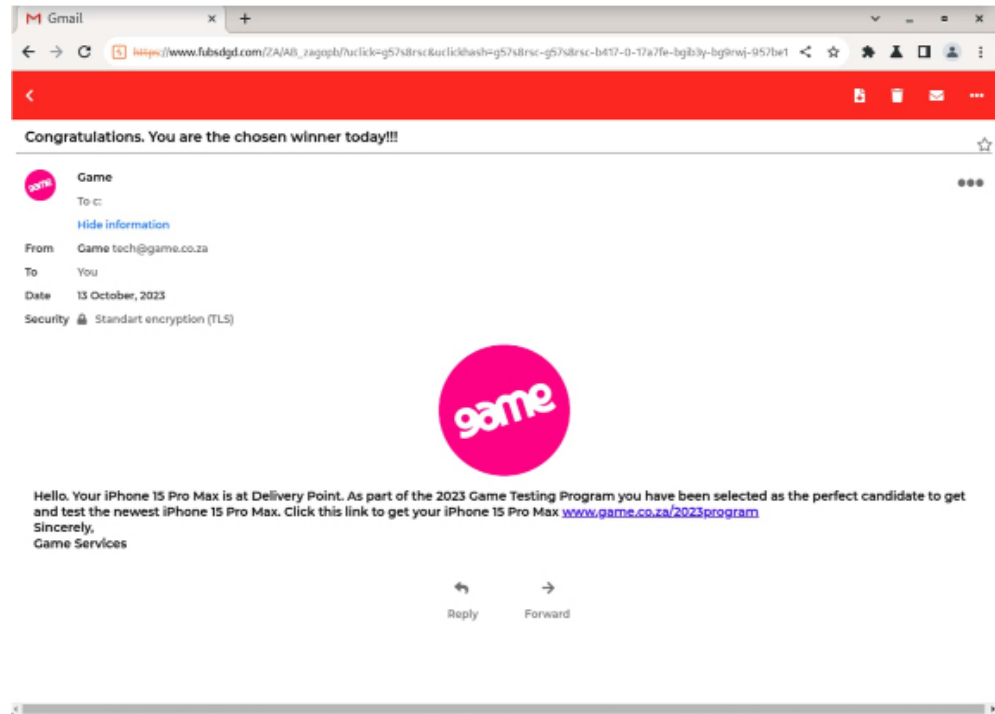 Gmail
https://www.fubsdgd.com/ZA/AB_zagopb/?uclick=g57s8rsc&uclickhash=g57s8rsc-g57s8rsc-b417-0-17a7fe-bgib3y-bg9rwj-957be1
Congratulations. You are the chosen winner today!!!
game
Game
To c:
Hide information
From Game tech@game.co.za
To You
Date 13 October, 2023
Security Standart encryption (TLS)
game
Hello. Your iPhone 15 Pro Max is at Delivery Point. As part of the 2023 Game Testing Program you have been selected as the perfect candidate to get
and test the newest iPhone 15 Pro Max. Click this link to get your iPhone 15 Pro Max www.game.co.za/2023program
Sincerely,
Game Services
Reply Forward